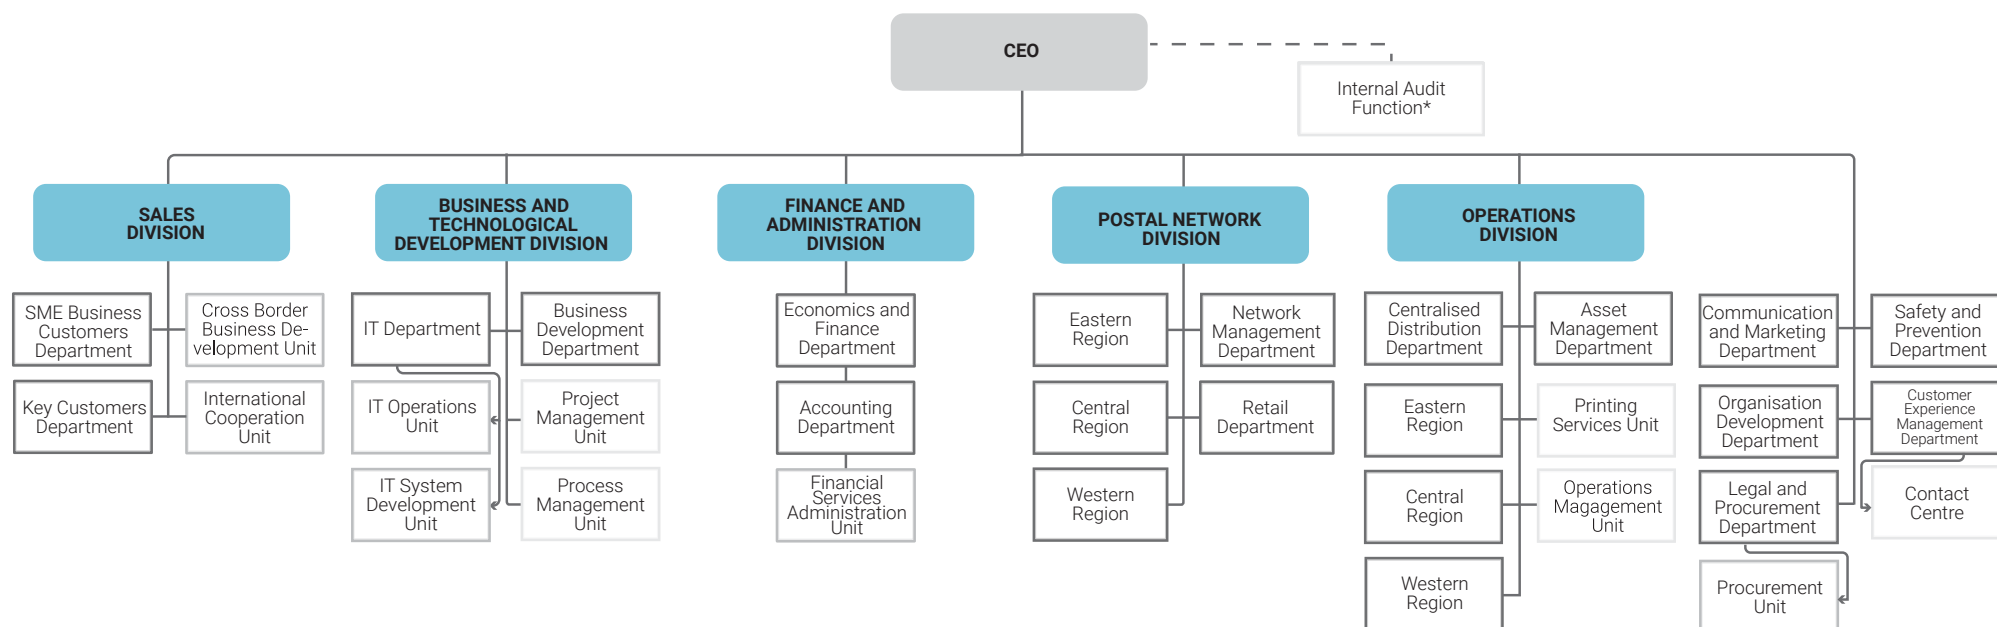 CEO
Internal Audit
Function*
SALES
DIVISION
BUSINESS AND
TECHNOLOGICAL
DEVELOPMENT DIVISION
FINANCE AND
ADMINISTRATION
DIVISION
POSTAL NETWORK
DIVISION
OPERATIONS
DIVISION
SME Business
Customers
Department
Cross Border
Business De-
velopment Unit
Key Customers
Department
International
Cooperation
Unit
IT Department
Business
Development
Department
IT Operations
Unit
Project
Management
Unit
IT System
Development
Unit
Process
Management
Unit
Economics and
Finance
Department
Accounting
Department
Financial
Services
Administration
Unit
Eastern
Region
Network
Management
Department
Central
Region
Retail
Department
Western
Region
Centralised
Distribution
Department
Asset
Management
Department
Eastern
Region
Printing
Services Unit
Central
Region
Operations
Magagement
Unit
Western
Region
Communication
and Marketing
Department
Safety and
Prevention
Department
Organisation
Development
Department
Customer
Experience
Management
Department
Legal and
Procurement
Department
Contact
Centre
Procurement
Unit